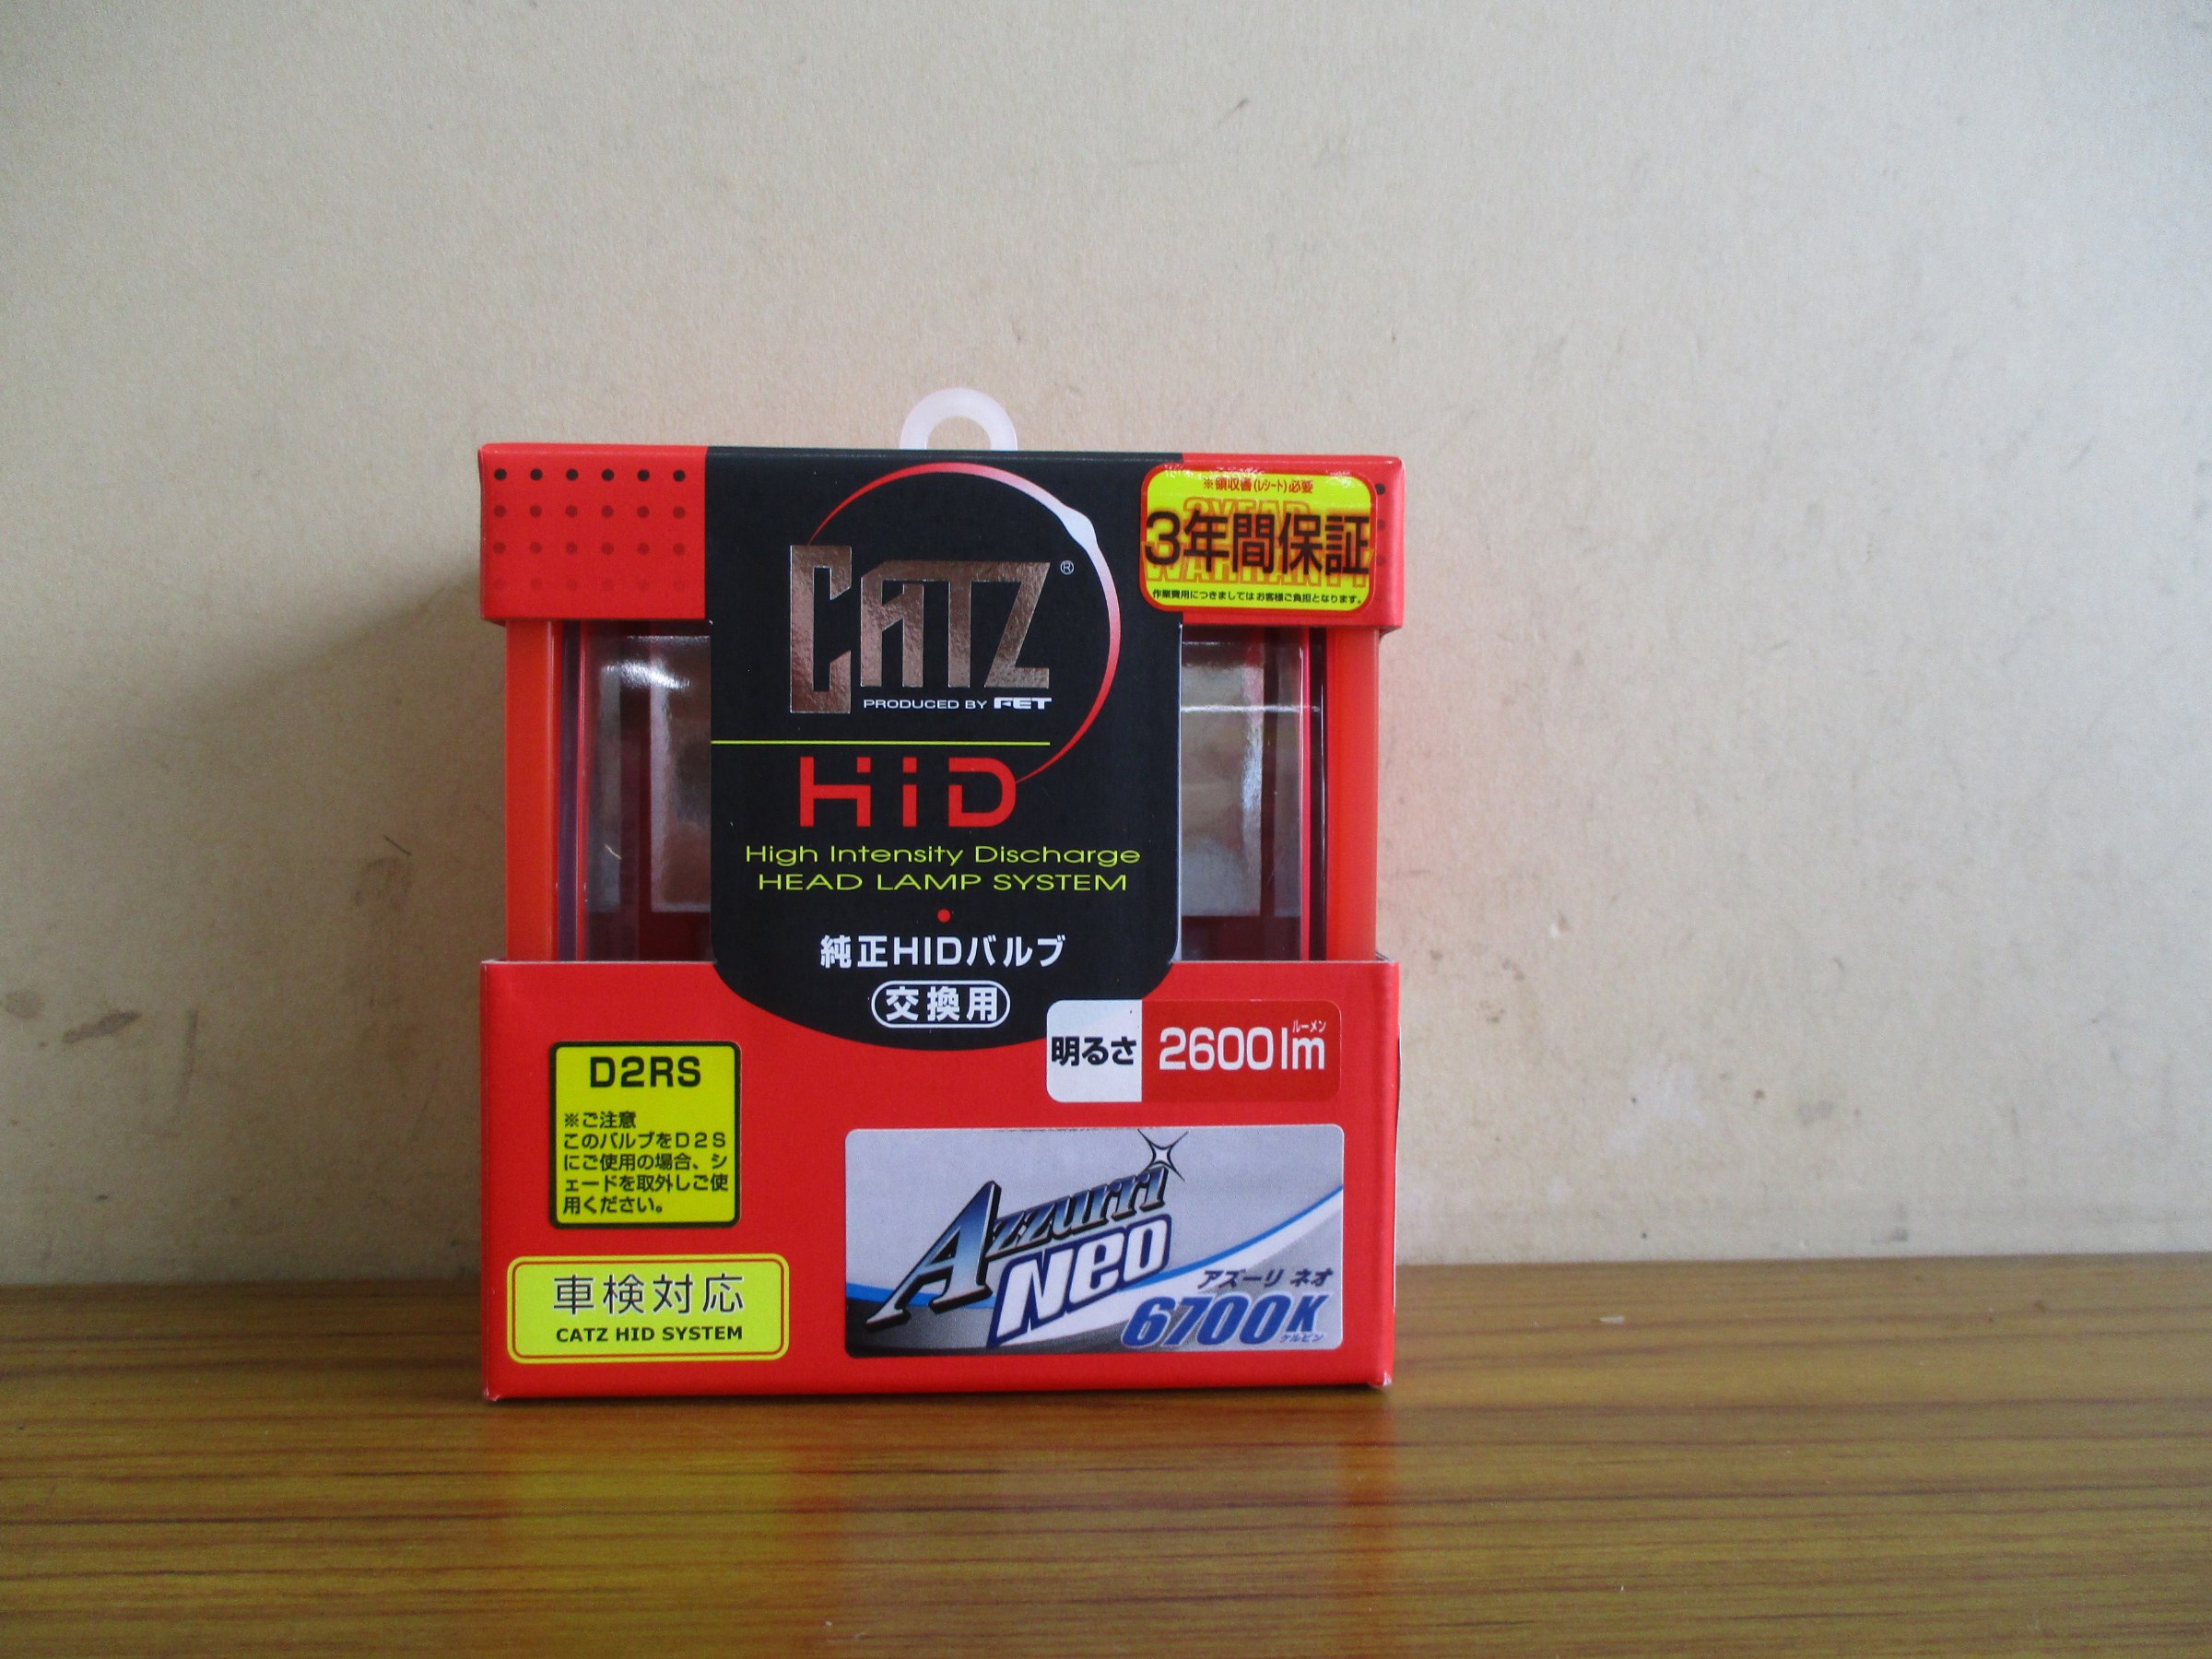 ※領収書(レシート)必要
3YEAR
3年間保証
WARRANTY
作業費用につきましてはお客様ご負担となります。
CATZ®
PRODUCED BY FET
HiD
High Intensity Discharge
HEAD LAMP SYSTEM
純正HIDバルブ
交換用
明るさ 2600lm
ルーメン
D2RS
※ご注意
このバルブをD2S
にご使用の場合、シ
ェードを取外しご使
用ください。
車検対応
CATZ HID SYSTEM
Azzurri
Neo
アズーリ ネオ
6700K
ケルビン